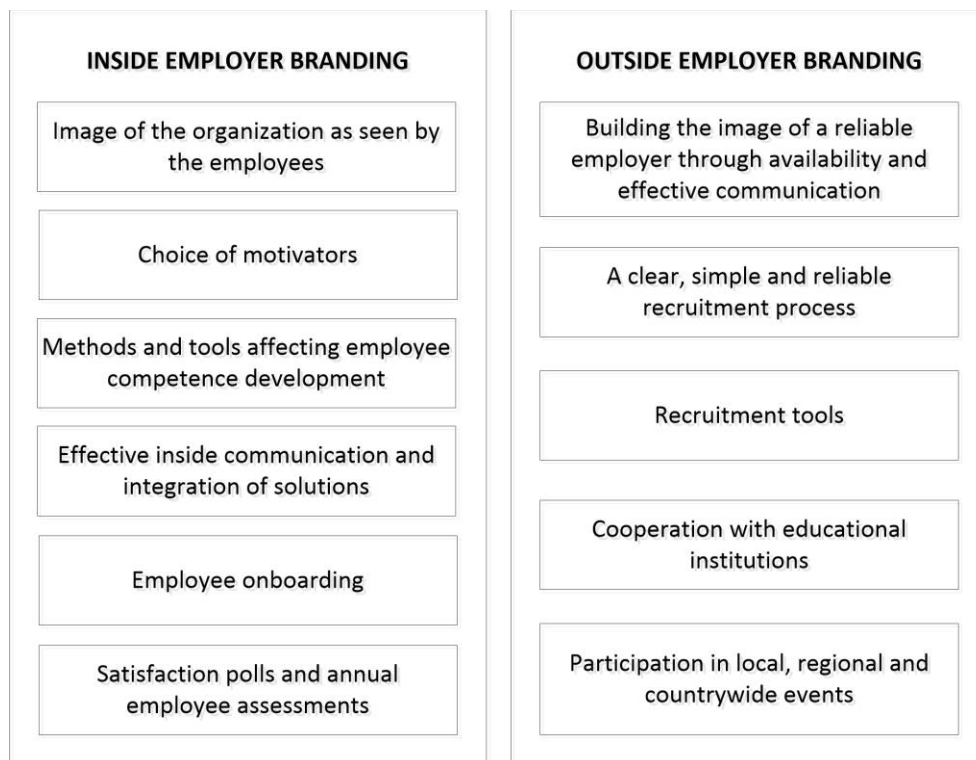 INSIDE EMPLOYER BRANDING
Image of the organization as seen by
the employees
Choice of motivators
Methods and tools affecting employee
competence development
Effective inside communication and
integration of solutions
Employee onboarding
Satisfaction polls and annual
employee assessments
OUTSIDE EMPLOYER BRANDING
Building the image of a reliable
employer through availability and
effective communication
A clear, simple and reliable
recruitment process
Recruitment tools
Cooperation with educational
institutions
Participation in local, regional and
countrywide events